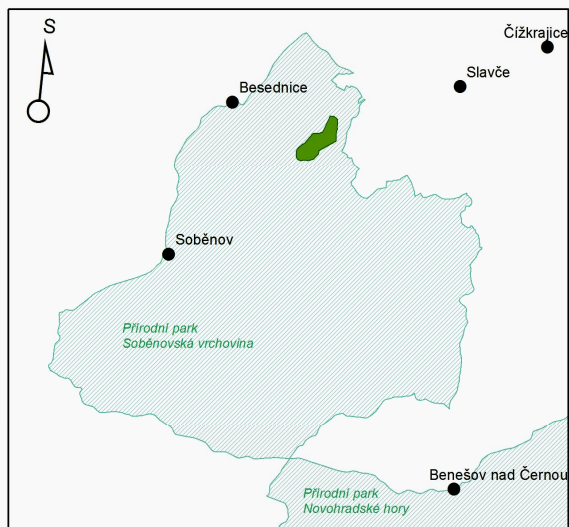 S
Čížkrajice
Slavče
Besednice
Soběnov
Přírodní park
Soběnovská vrchovina
Benešov nad Černou
Přírodní park
Novohradské hory